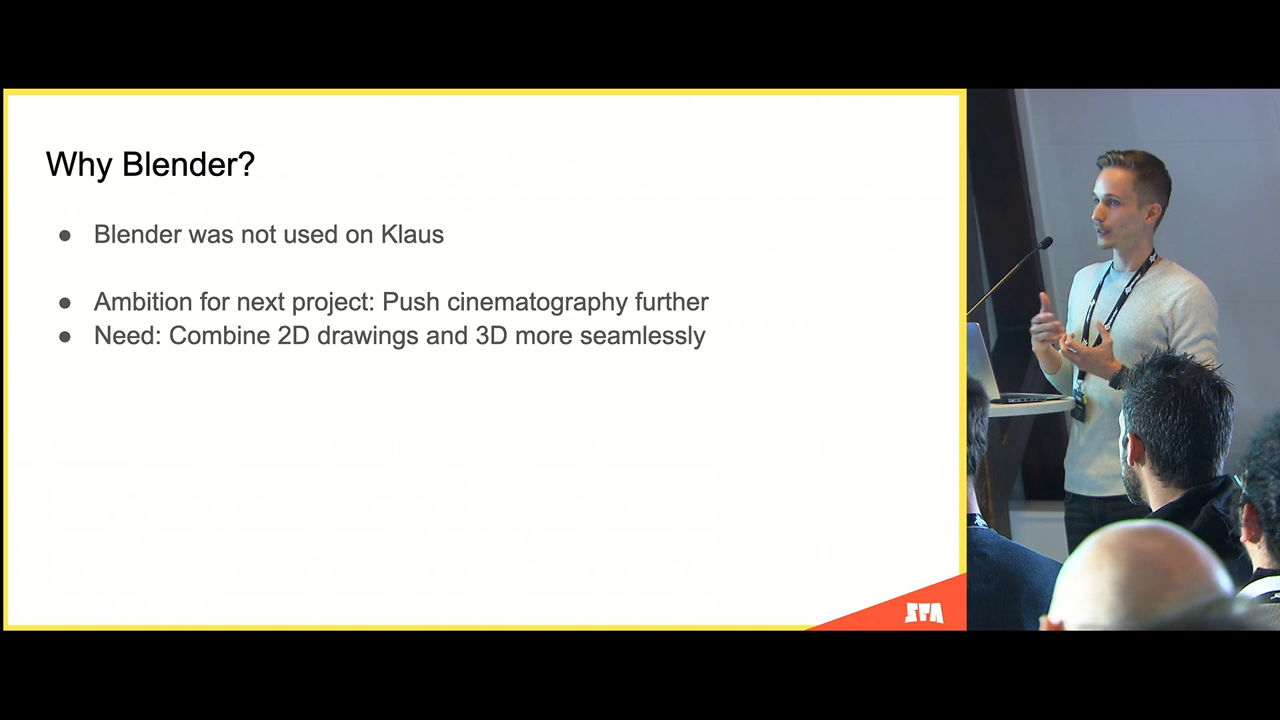 Why Blender?
● Blender was not used on Klaus
● Ambition for next project: Push cinematography further
● Need: Combine 2D drawings and 3D more seamlessly
SPA